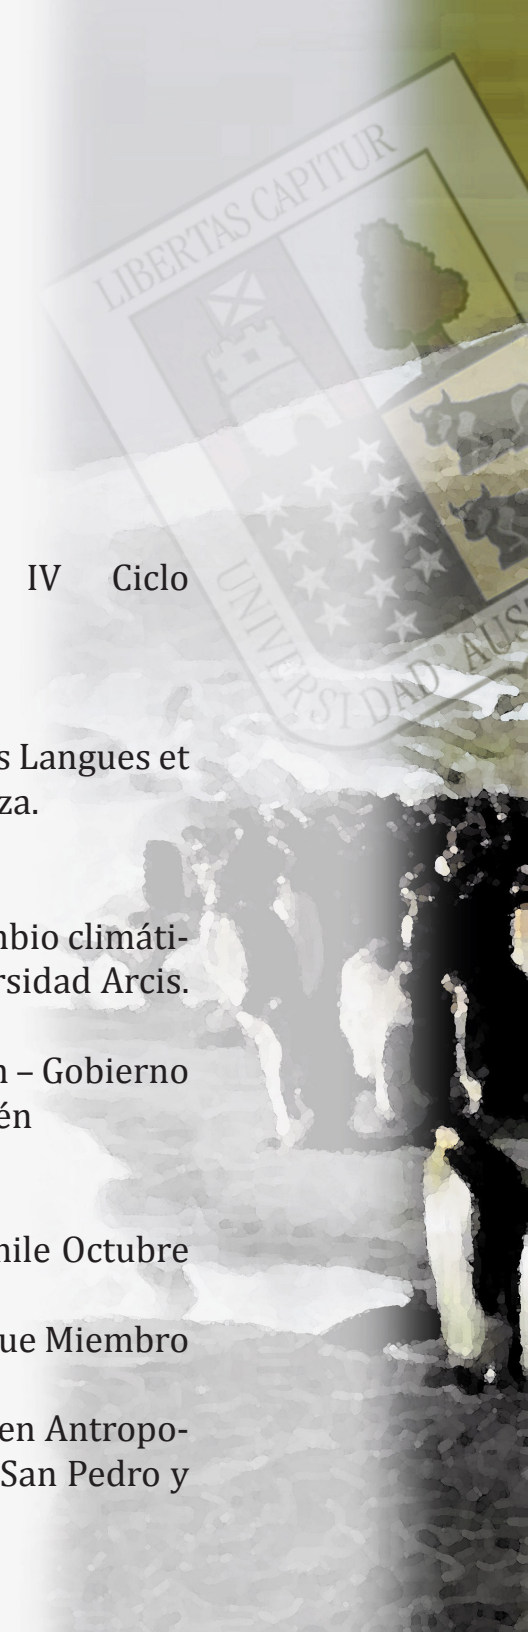 LIBERTAS CAPITUR
IV Ciclo
UNIVERSIDAD AUST
s Langues et
za.
nbio climáti-
rsidad Arcis.
n – Gobierno
én
hile Octubre
ue Miembro
en Antropo-
San Pedro y